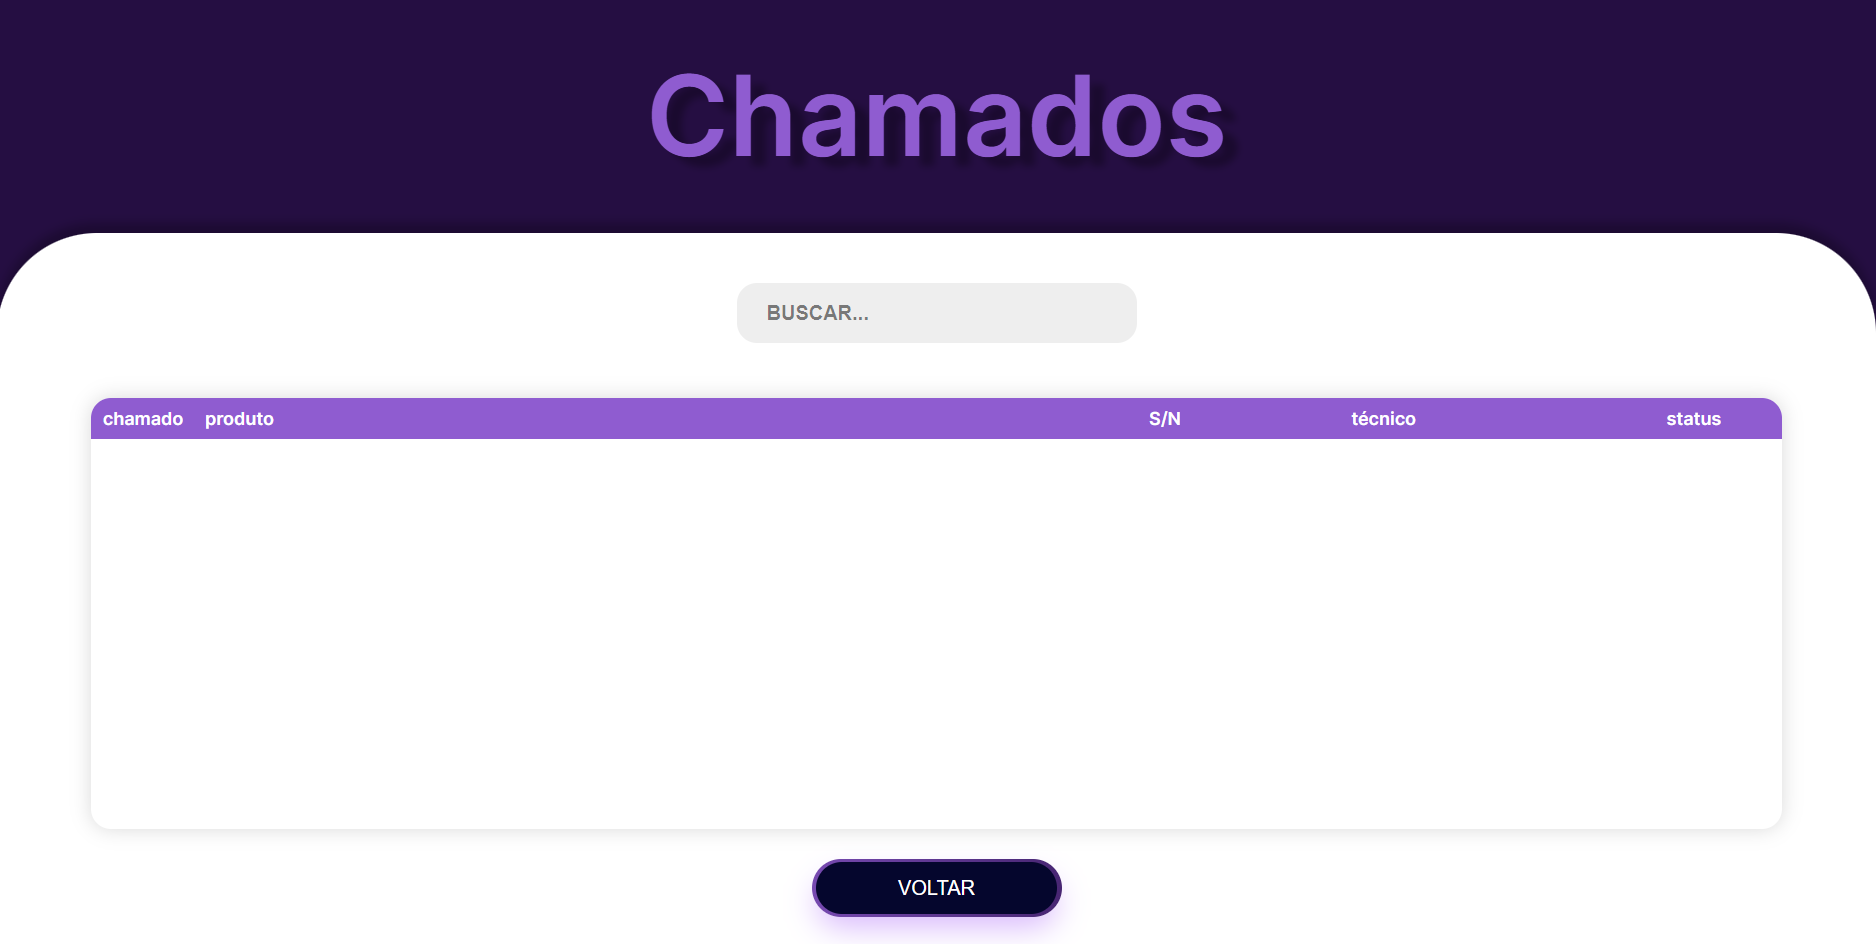 Chamados
BUSCAR...
chamado produto S/N técnico status
VOLTAR